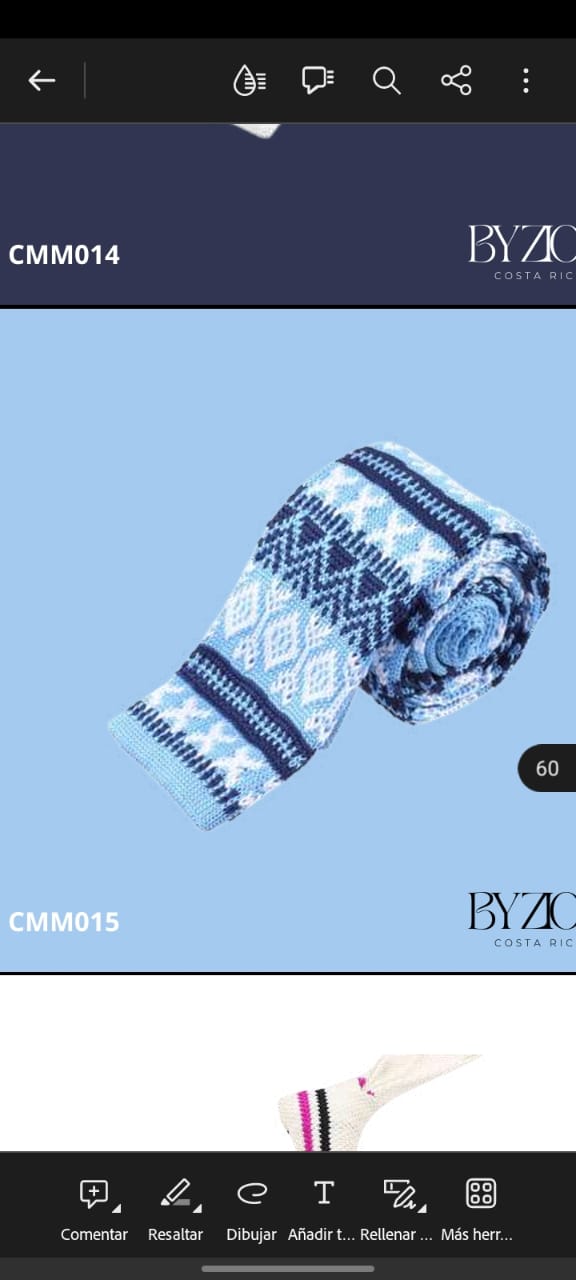 CMM014
BYZIO
COSTA RIC
60
CMM015
BYZIO
COSTA RIC
Comentar
Resaltar
Dibujar
Añadir t...
Rellenar ...
Más herr...